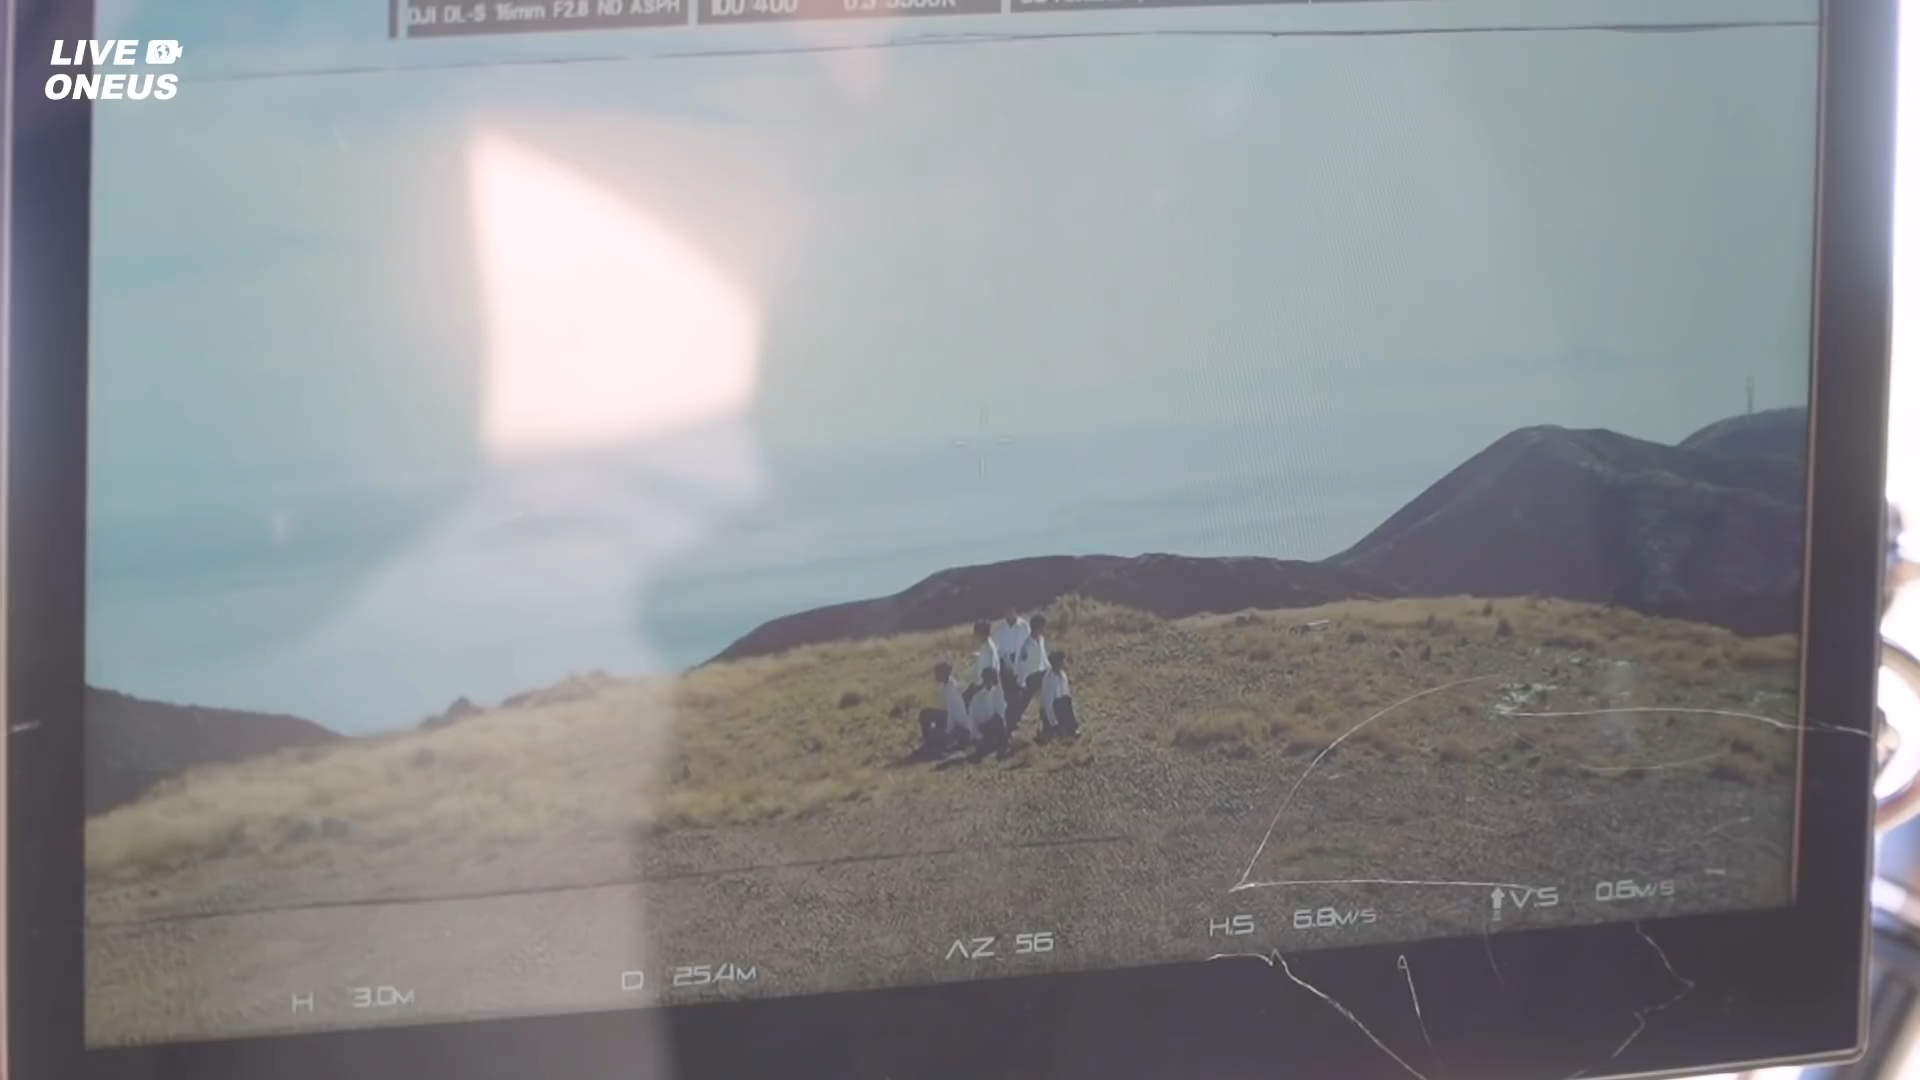 LIVE
ONEUS
DJI DL-S 16mm F2.8 ND ASPH
H 3.0M
D 25.4M
AZ 56
H.S 6.8M/S
V.S 0.6M/S